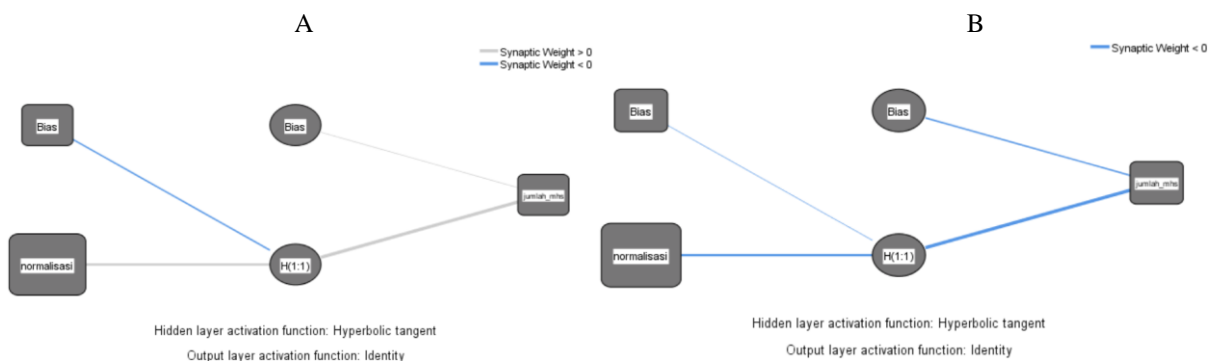 A
Synaptic Weight > 0
Synaptic Weight < 0
Bias
Bias
jumlah_mhs
normalisasi
H(1:1)
Hidden layer activation function: Hyperbolic tangent
Output layer activation function: Identity
B
Synaptic Weight < 0
Bias
Bias
jumlah_mhs
normalisasi
H(1:1)
Hidden layer activation function: Hyperbolic tangent
Output layer activation function: Identity